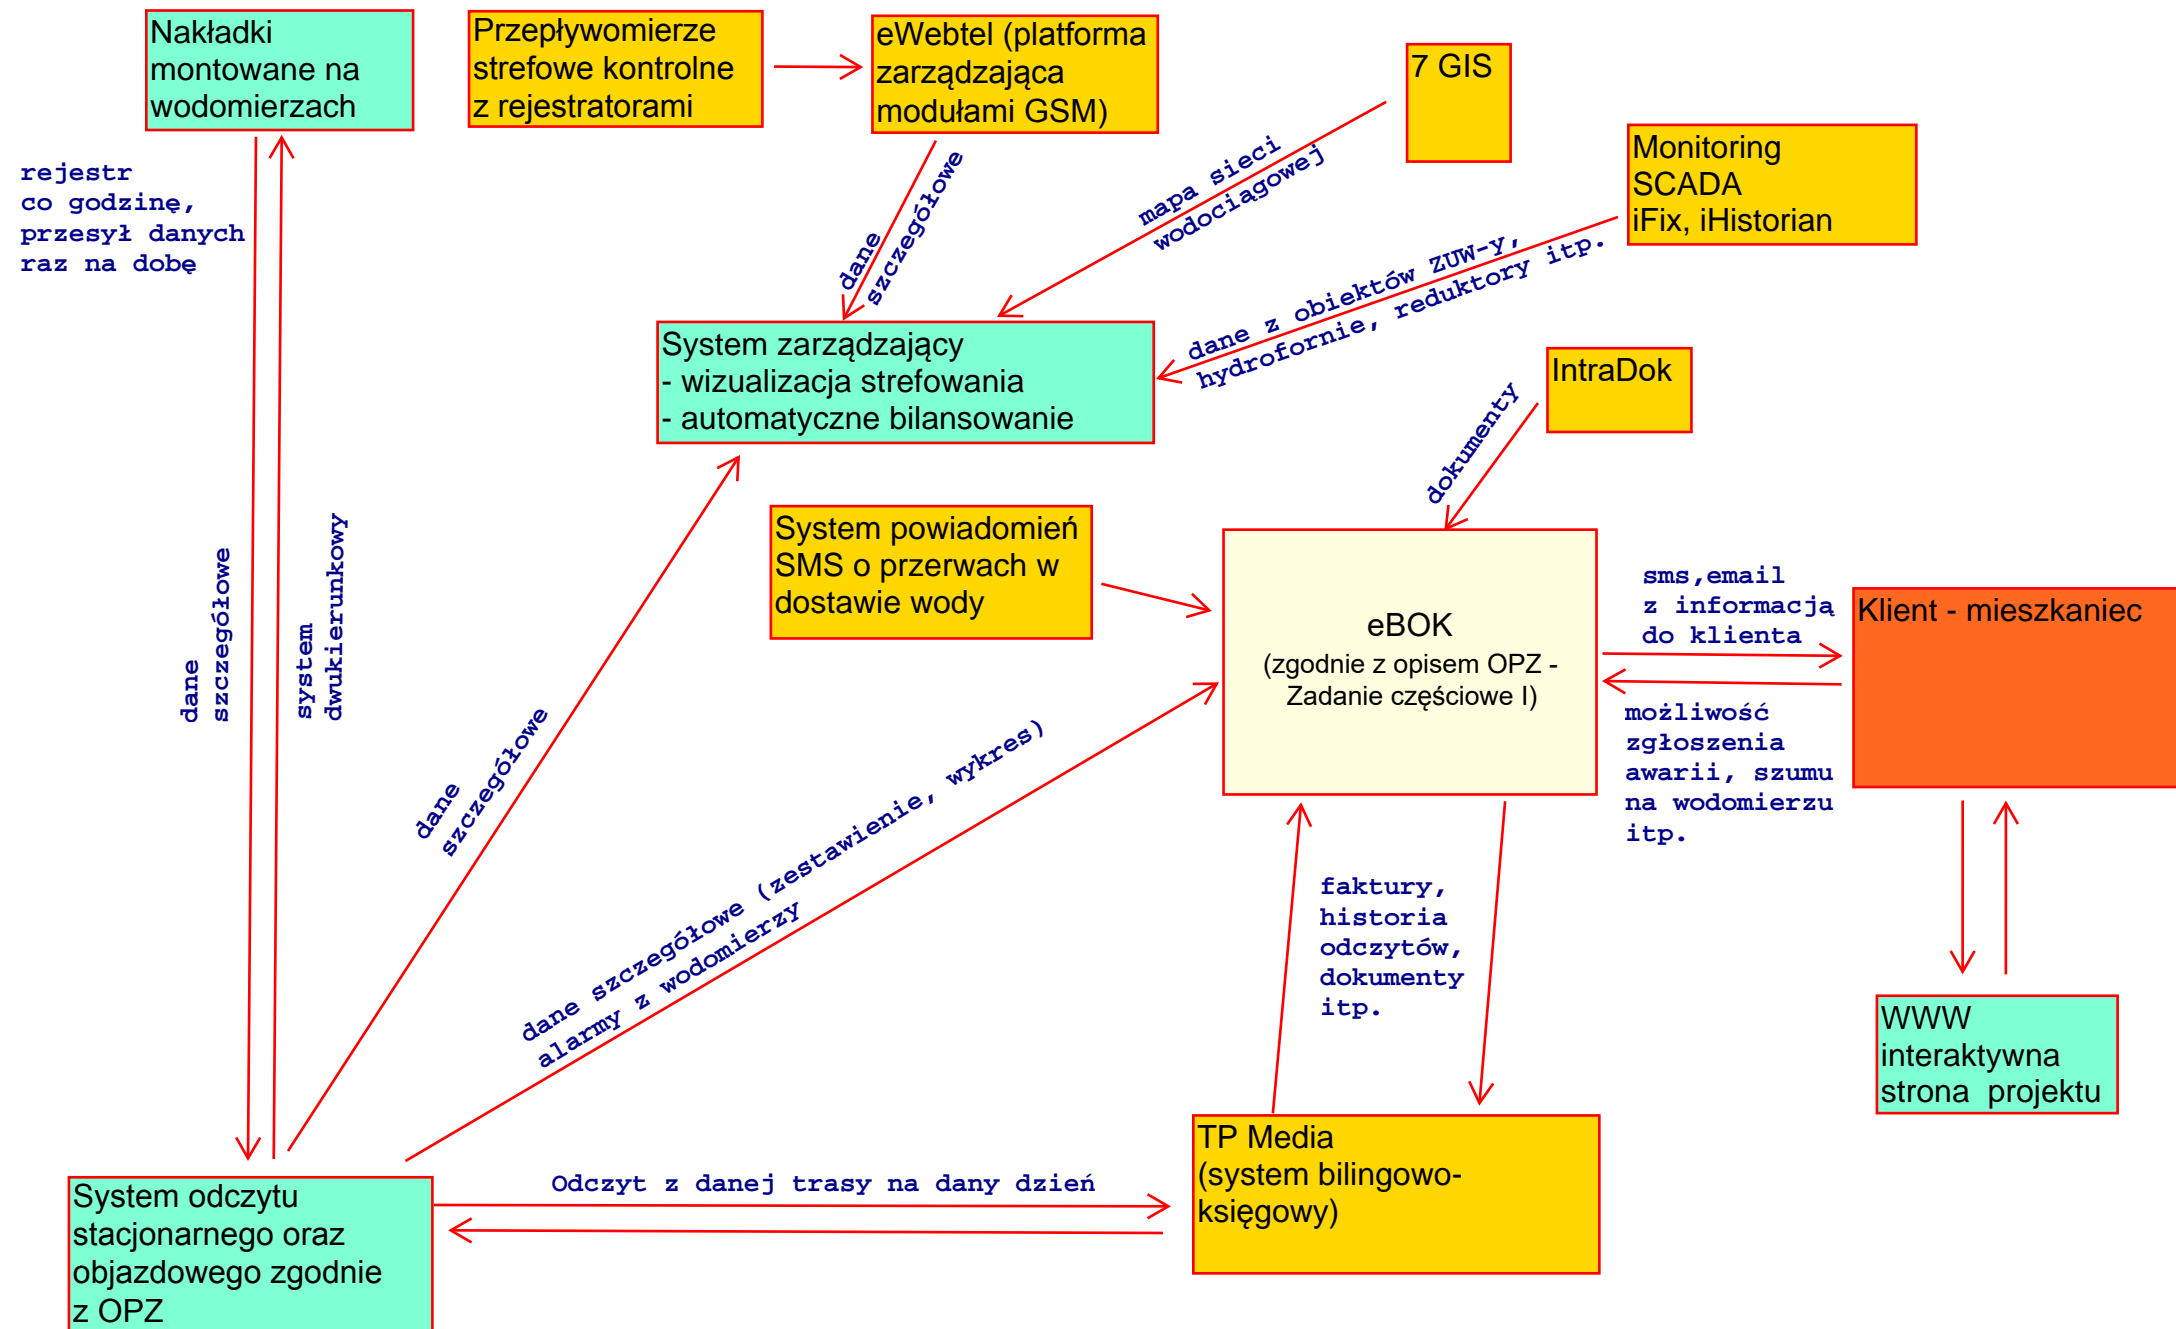 Nakładki
montowane na
wodomierzach
Przepływomierze
strefowe kontrolne
z rejestratorami
eWebtel (platforma
zarządzająca
modułami GSM)
7 GIS
Monitoring
SCADA
iFix, iHistorian
rejestr
co godzinę,
przesył danych
raz na dobę
dane
szczegółowe
mapa sieci
wodociągowej
dane z obiektów ZUW-y,
hydrofornie, reduktory itp.
System zarządzający
- wizualizacja strefowania
- automatyczne bilansowanie
IntraDok
dokumenty
System powiadomień
SMS o przerwach w
dostawie wody
eBOK
(zgodnie z opisem OPZ -
Zadanie częściowe I)
sms,email
z informacją
do klienta
Klient - mieszkaniec
możliwość
zgłoszenia
awarii, szumu
na wodomierzu
itp.
dane
szczegółowe
system
dwukierunkowy
dane
szczegółowe
dane szczegółowe (zestawienie, wykres)
alarmy z wodomierzy
faktury,
historia
odczytów,
dokumenty
itp.
WWW
interaktywna
strona  projektu
TP Media
(system bilingowo-
księgowy)
Odczyt z danej trasy na dany dzień
System odczytu
stacjonarnego oraz
objazdowego zgodnie
z OPZ